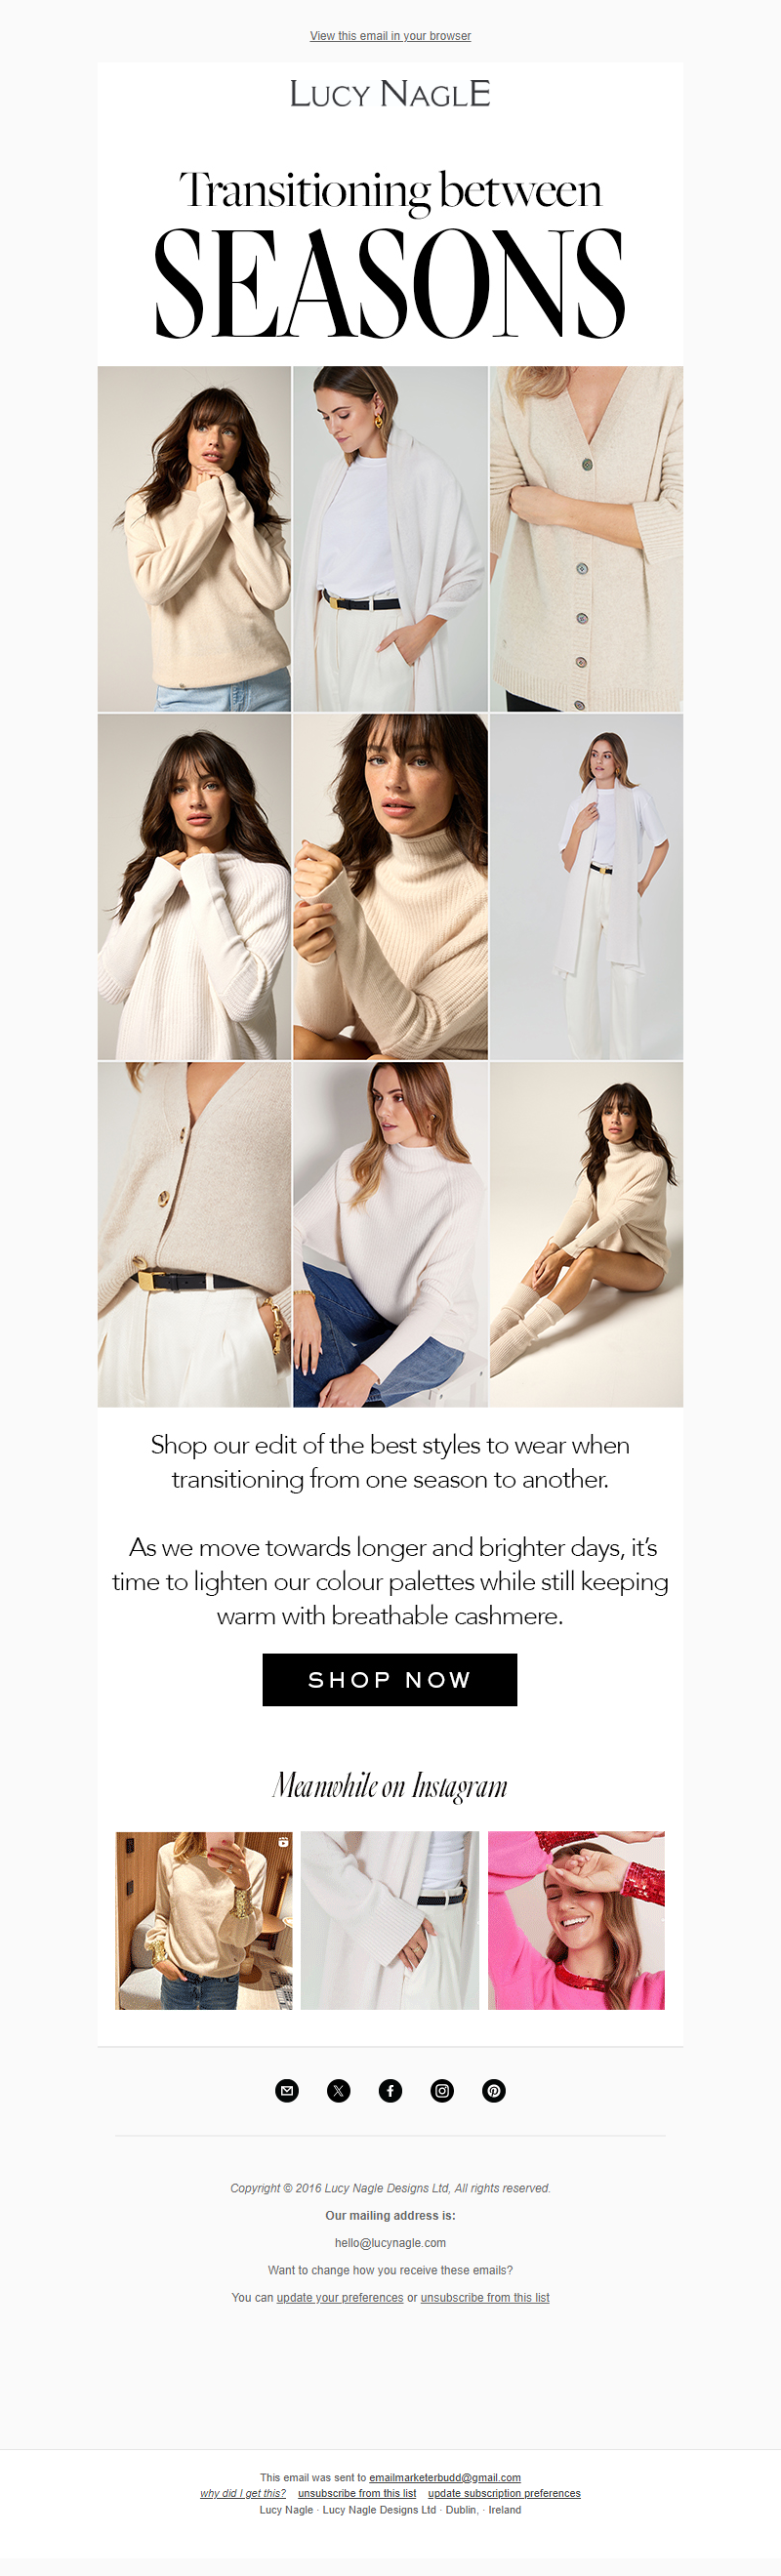 View this email in your browser
LUCY NAGLE
Transitioning between
SEASONS
Shop our edit of the best styles to wear when
transitioning from one season to another.
As we move towards longer and brighter days, it’s
time to lighten our colour palettes while still keeping
warm with breathable cashmere.
SHOP NOW
Meanwhile on Instagram
Copyright © 2016 Lucy Nagle Designs Ltd, All rights reserved.
Our mailing address is:
hello@lucynagle.com
Want to change how you receive these emails?
You can update your preferences or unsubscribe from this list
This email was sent to emailmarketerbudd@gmail.com
why did I get this? unsubscribe from this list update subscription preferences
Lucy Nagle · Lucy Nagle Designs Ltd · Dublin, · Ireland